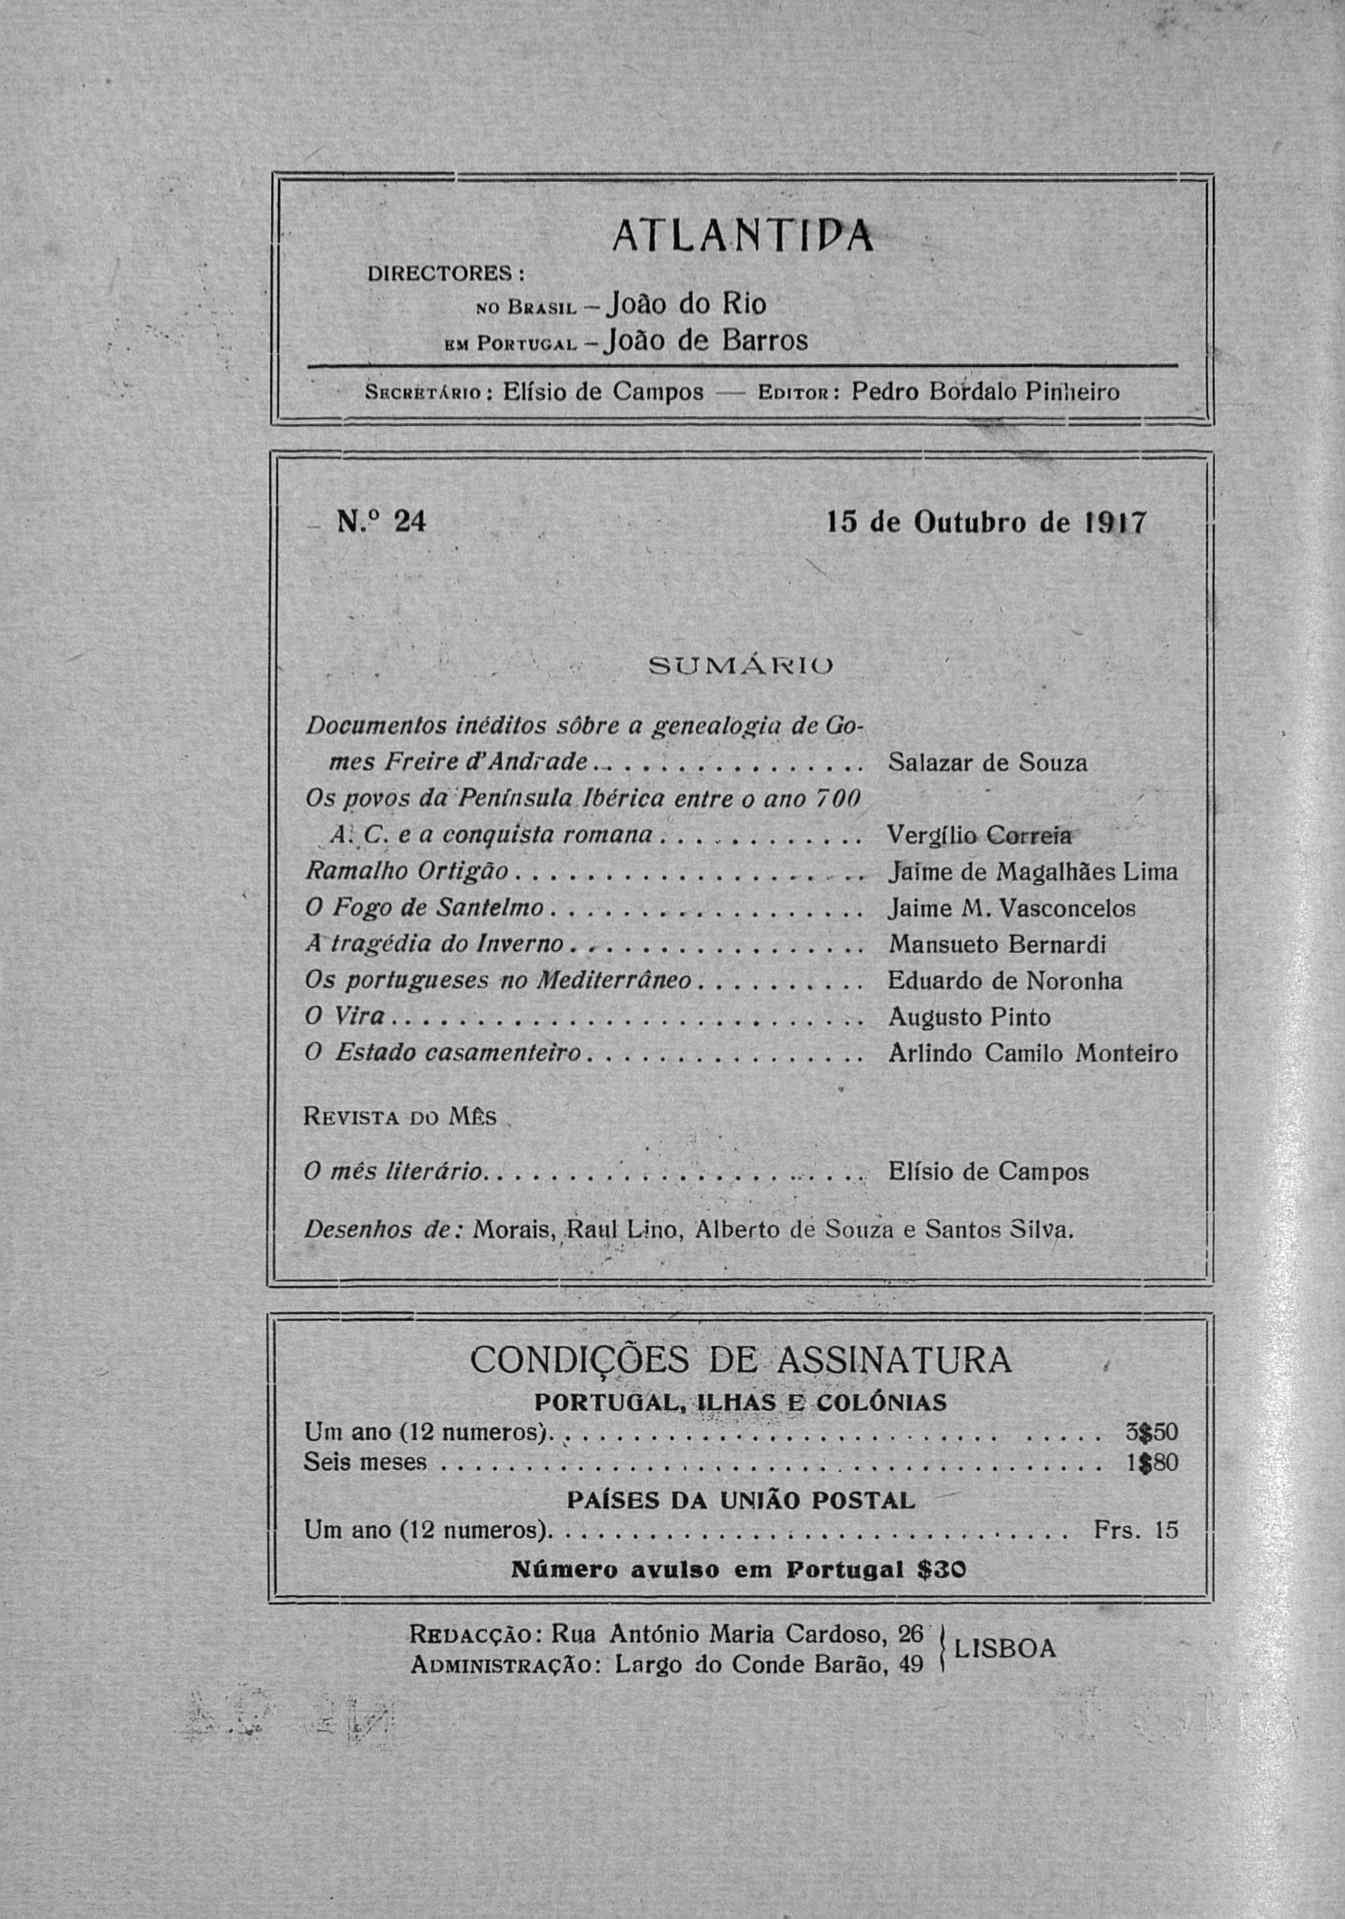 ATLANTIDA
DIRECTORES:
NO BRASIL – João do Rio
EM PORTUGAL – João de Barros
SECRETÁRIO: Elísio de Campos — EDITOR: Pedro Bordalo Pinheiro
N.º 24 15 de Outubro de 1917
SUMÁRIO
Documentos inéditos sôbre a genealogia de Go-
mes Freire d'Andrade................ Salazar de Souza
Os povos da Península Ibérica entre o ano 700
A. C. e a conquista romana............ Vergílio Correia
Ramalho Ortigão.................... Jaime de Magalhães Lima
O Fogo de Santelmo.................. Jaime M. Vasconcelos
A tragédia do Inverno................. Mansueto Bernardi
Os portugueses no Mediterrâneo.......... Eduardo de Noronha
O Vira........................... Augusto Pinto
O Estado casamenteiro................ Arlindo Camilo Monteiro
REVISTA DO MÊS
O mês literário...................... Elísio de Campos
Desenhos de: Morais, Raul Lino, Alberto de Souza e Santos Silva.
CONDIÇÕES DE ASSINATURA
PORTUGAL, ILHAS E COLÓNIAS
Um ano (12 numeros)................................ 3$50
Seis meses ...................................... 1$80
PAÍSES DA UNIÃO POSTAL
Um ano (12 numeros).............................. Frs. 15
Número avulso em Portugal $30
REDACÇÃO: Rua António Maria Cardoso, 26
ADMINISTRAÇÃO: Largo do Conde Barão, 49 } LISBOA